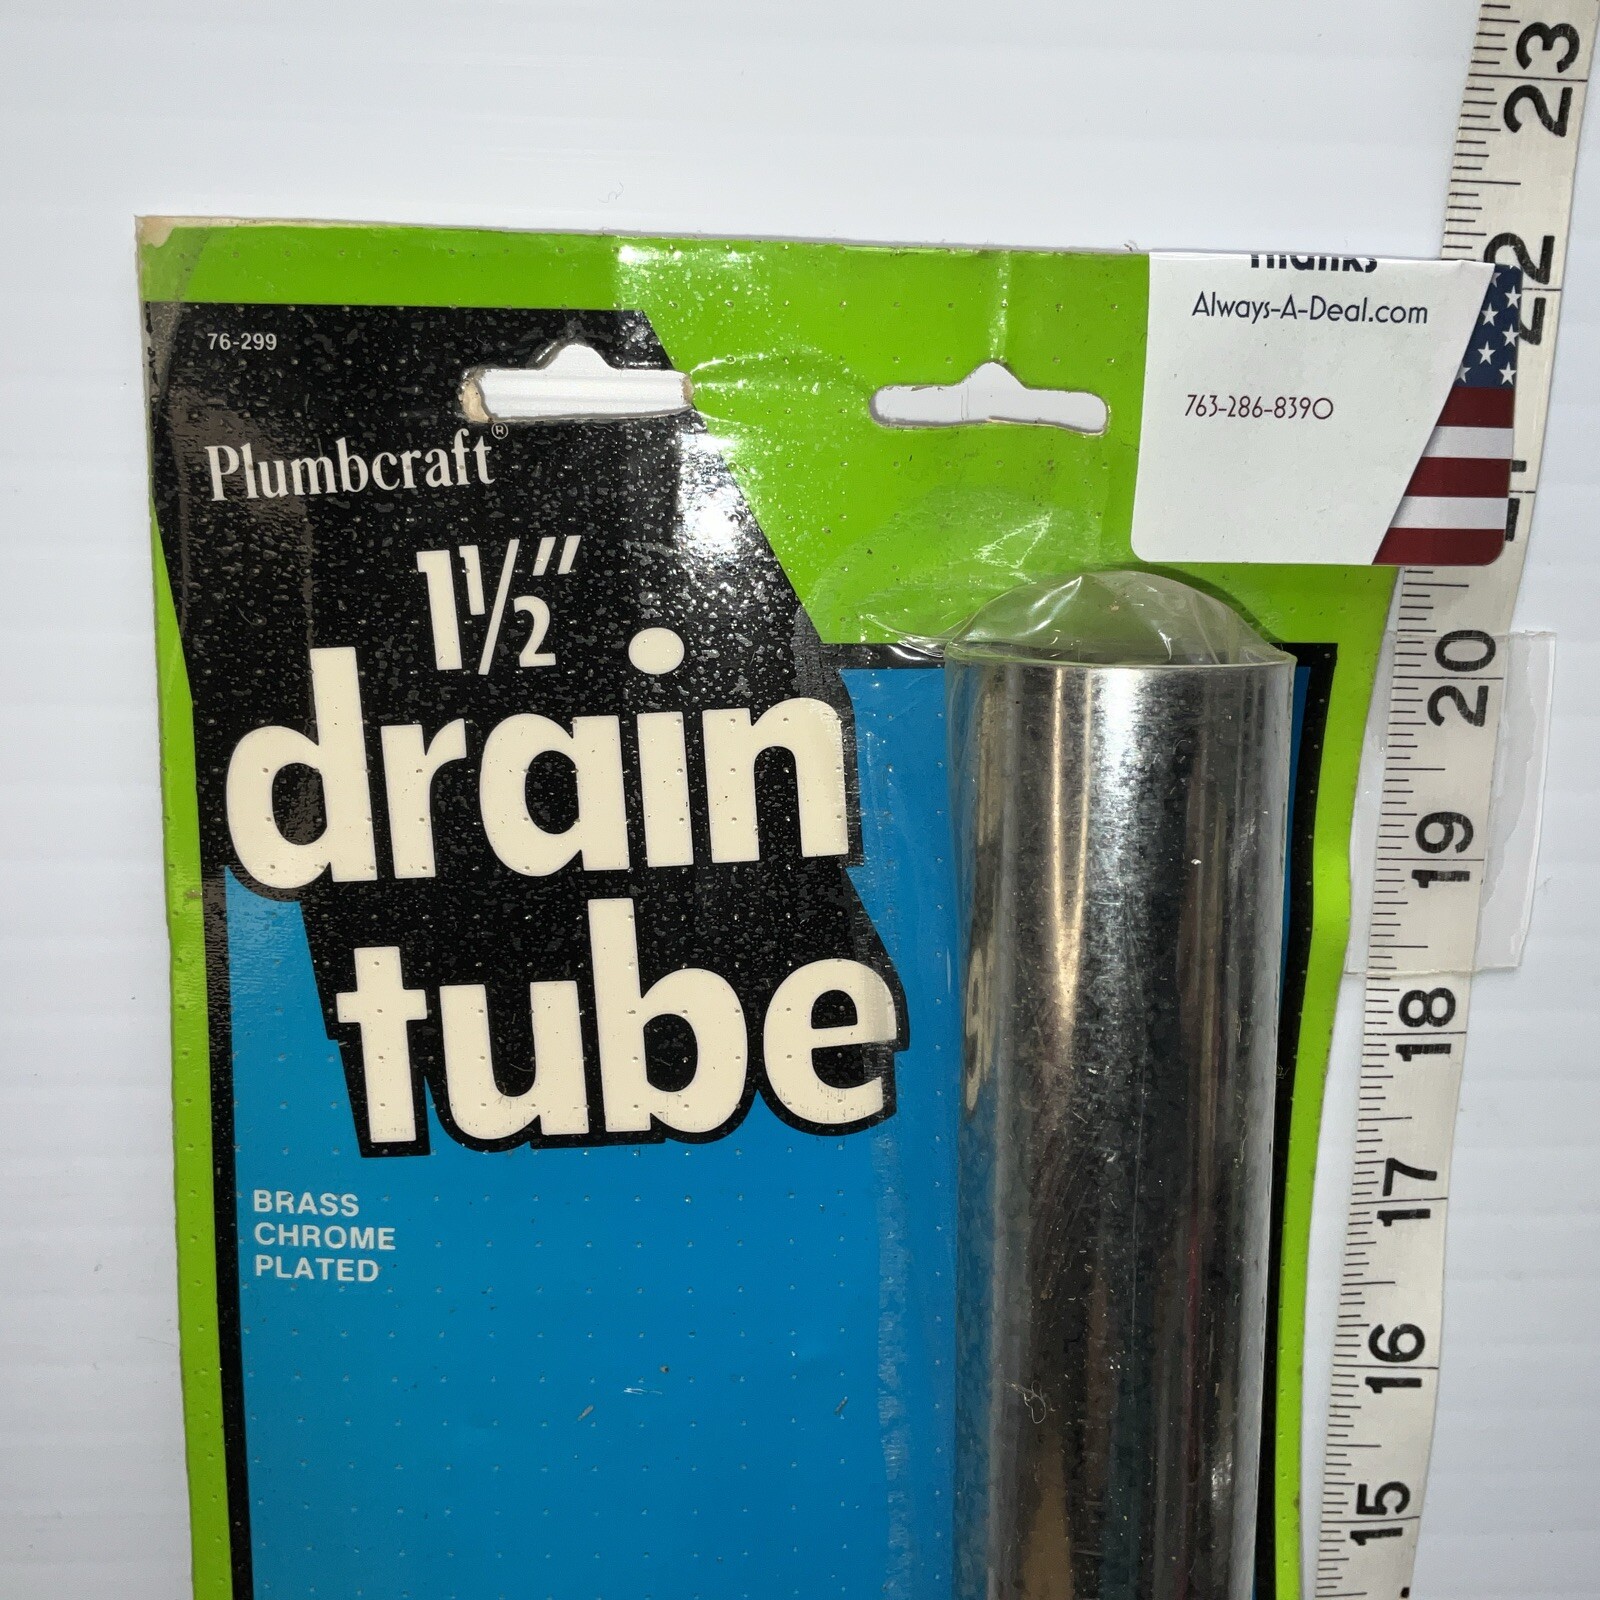 76-299
Plumbcraft®
1½"
drain
tube
BRASS
CHROME
PLATED
Thanks
Always-A-Deal.com
763-286-8390
23
22
21
20
19
18
17
16
15